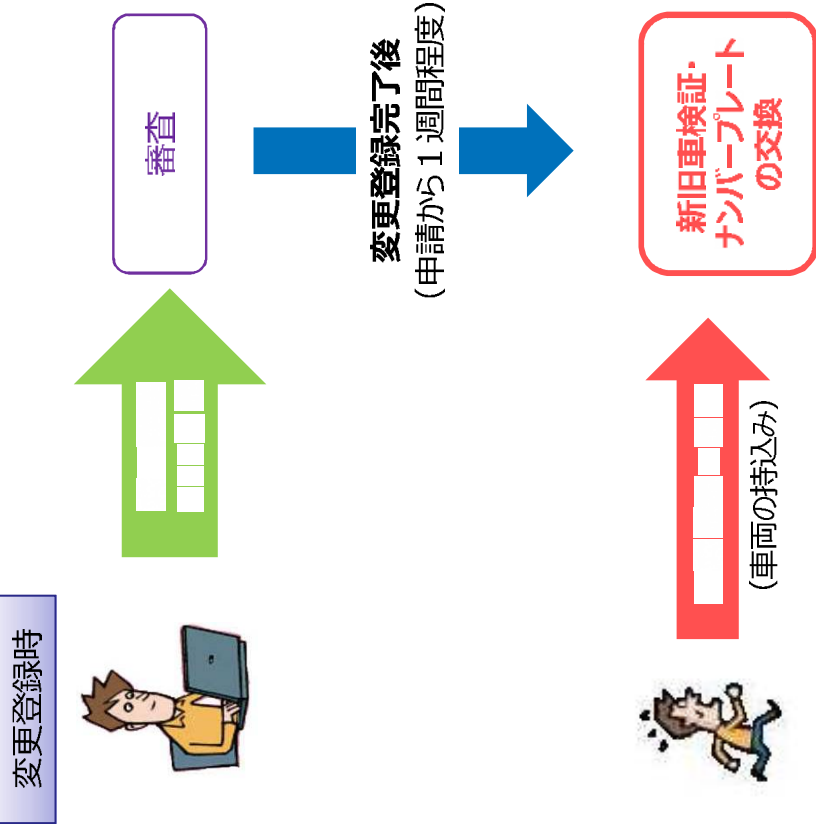 変更登録時
審査
変更登録完了後
(申請から1週間程度)
新旧車検証・
ナンバープレート
の交換
(車両の持込み)